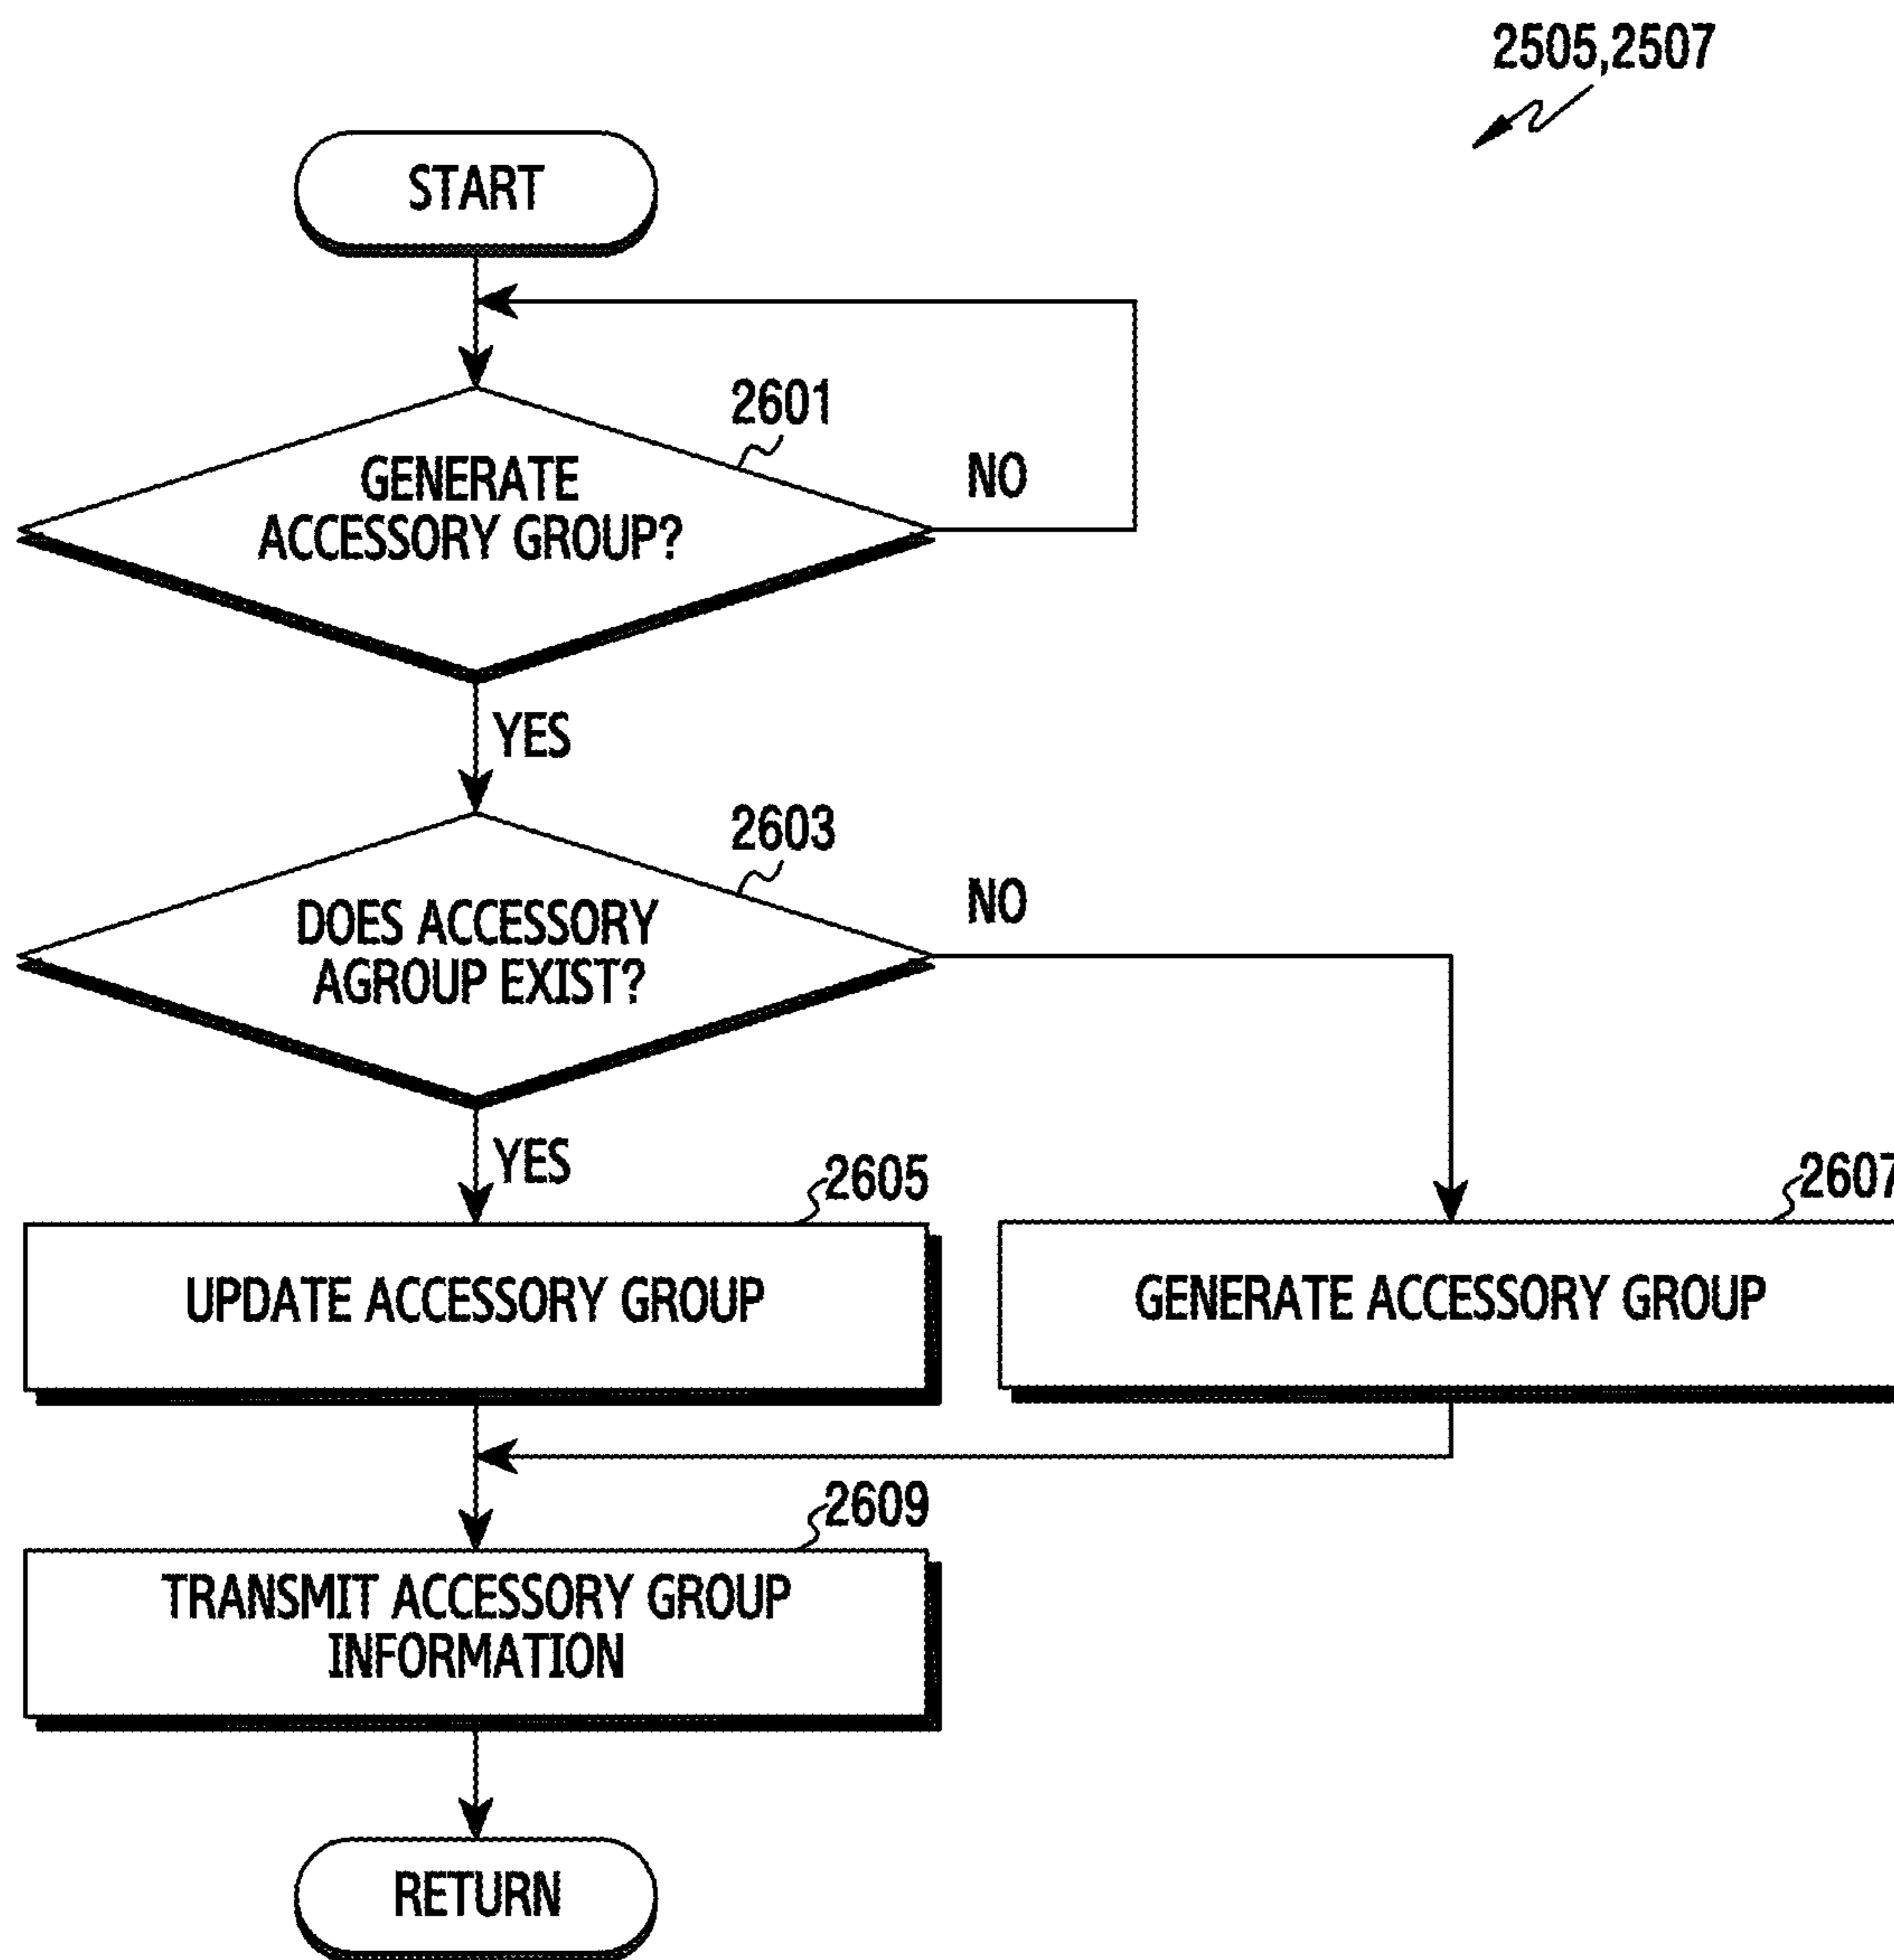 2505,2507
START
2601
GENERATE
ACCESSORY GROUP?
NO
YES
2603
DOES ACCESSORY
AGROUP EXIST?
NO
YES
2605
UPDATE ACCESSORY GROUP
2607
GENERATE ACCESSORY GROUP
2609
TRANSMIT ACCESSORY GROUP
INFORMATION
RETURN